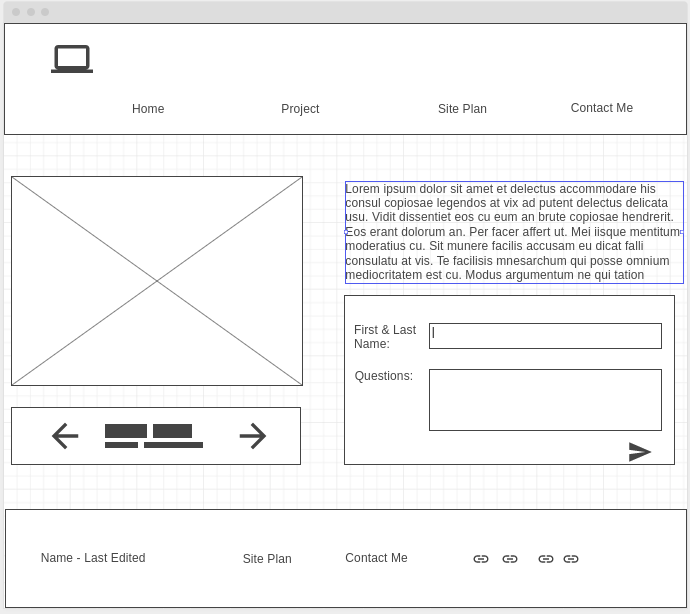 Home Project Site Plan Contact Me
Lorem ipsum dolor sit amet et delectus accommodare his
consul copiosae legendos at vix ad putent delectus delicata
usu. Vidit dissentiet eos cu eum an brute copiosae hendrerit.
Eos erant dolorum an. Per facer affert ut. Mei iisque mentitum
moderatius cu. Sit munere facilis accusam eu dicat falli
consulatu at vis. Te facilisis mnesarchum qui posse omnium
mediocritatem est cu. Modus argumentum ne qui tation
First & Last
Name:
Questions:
Name - Last Edited Site Plan Contact Me